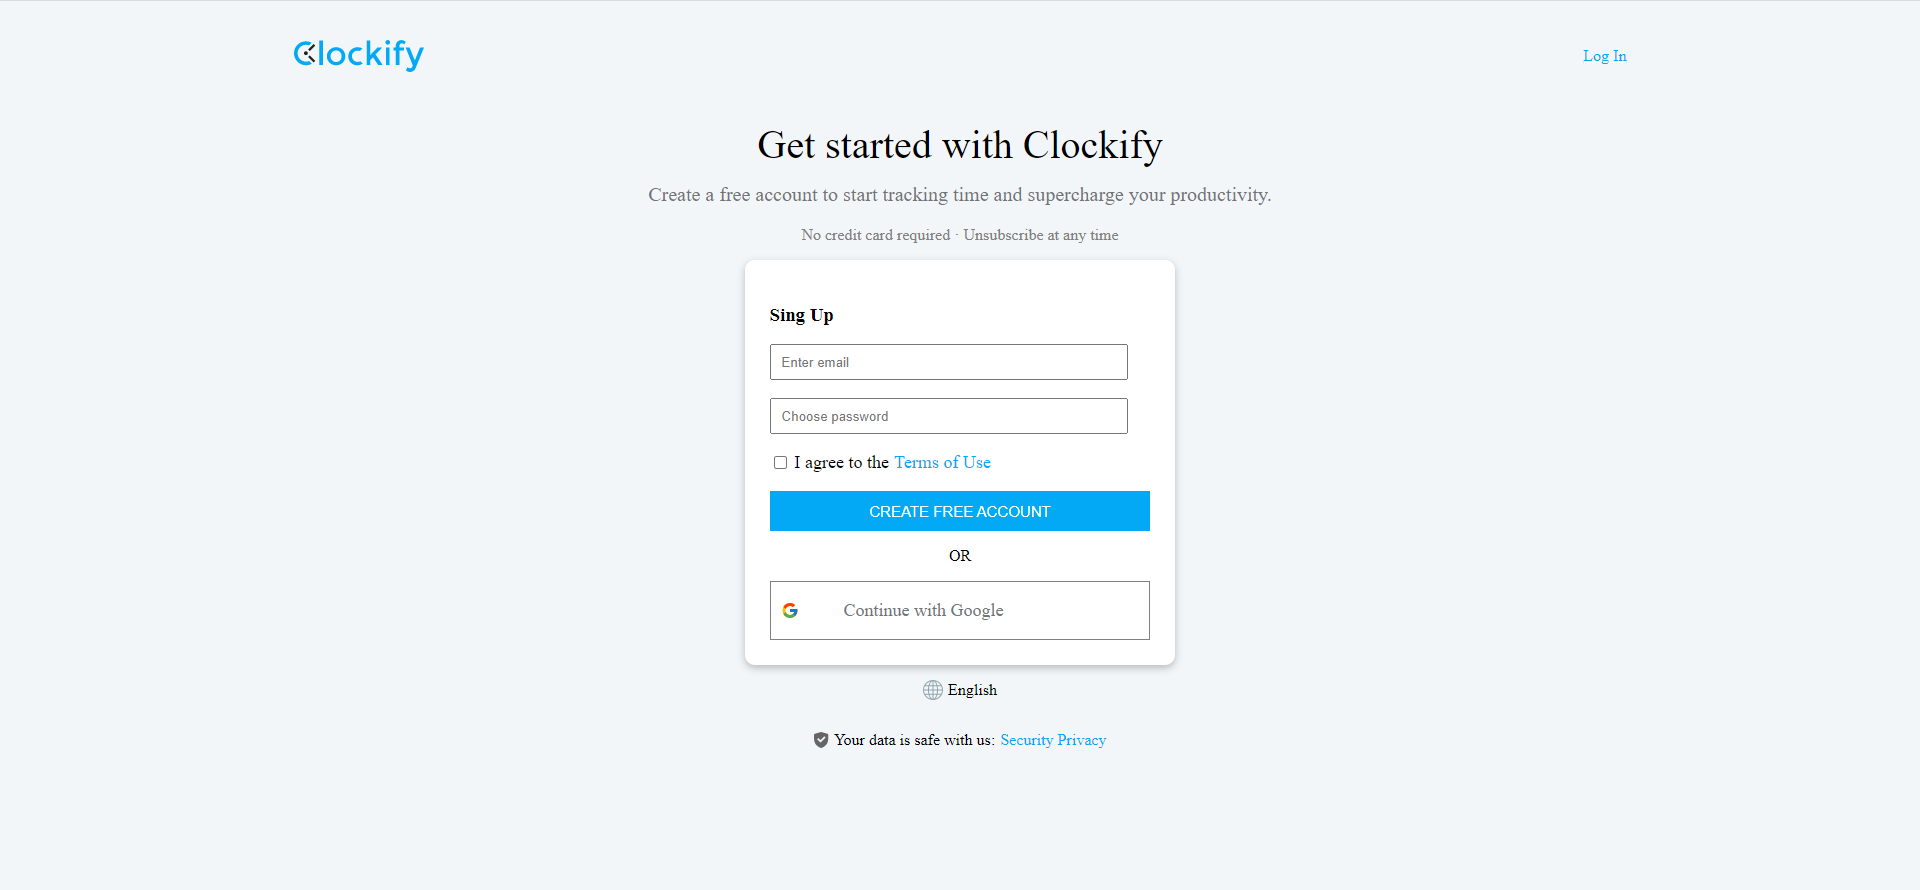 Clockify
Log In
Get started with Clockify
Create a free account to start tracking time and supercharge your productivity.
No credit card required · Unsubscribe at any time
Sing Up
Enter email
Choose password
I agree to the Terms of Use
CREATE FREE ACCOUNT
OR
Continue with Google
English
Your data is safe with us: Security Privacy